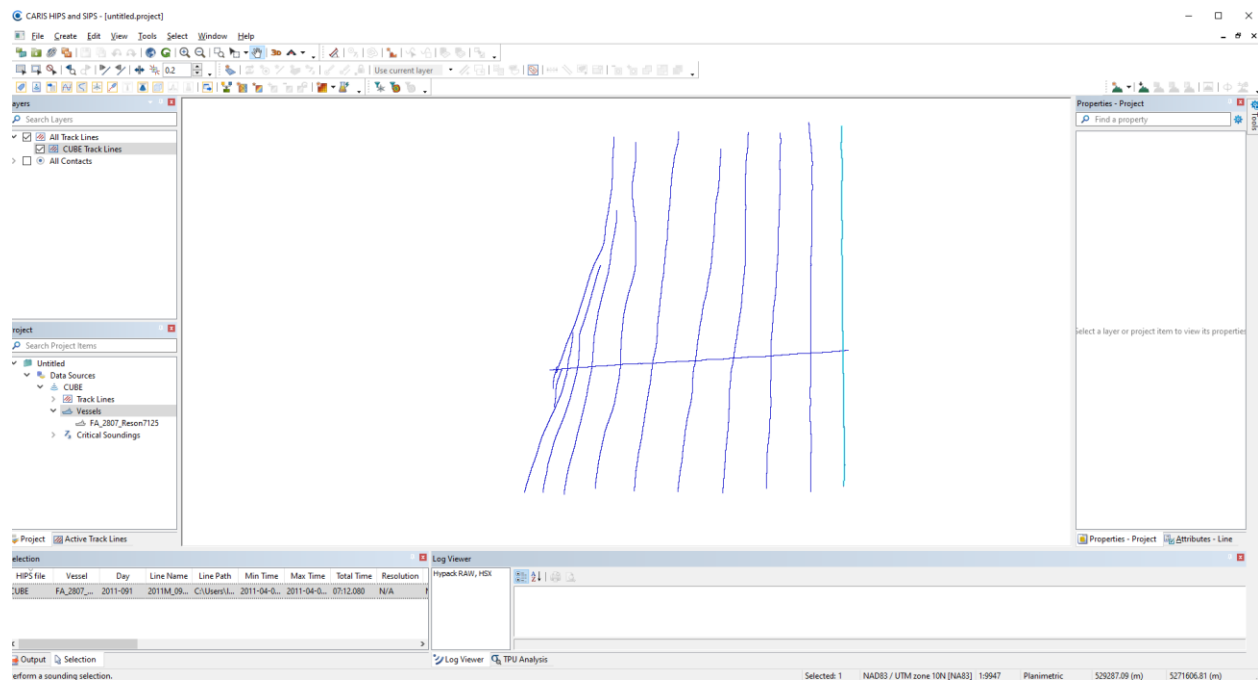 CARIS HIPS and SIPS - [untitled.project]
File Create Edit View Tools Select Window Help
3D
0.2
Use current layer
ayers
Search Layers
All Track Lines
CUBE Track Lines
All Contacts
roject
Search Project Items
Untitled
Data Sources
CUBE
Track Lines
Vessels
FA_2807_Reson7125
Critical Soundings
Project Active Track Lines
Properties - Project
Find a property
Tools
Select a layer or project item to view its properties
Properties - Project Attributes - Line
election
HIPS file Vessel Day Line Name Line Path Min Time Max Time Total Time Resolution
CUBE FA_2807_... 2011-091 2011M_09... C:\Users\I... 2011-04-0... 2011-04-0... 07:12.080 N/A
Output Selection
Log Viewer
Hypack RAW, HSX
Log Viewer TPU Analysis
erform a sounding selection.
Selected: 1 NAD83 / UTM zone 10N [NA83] 1:9947 Planimetric 529287.09 (m) 5271606.81 (m)